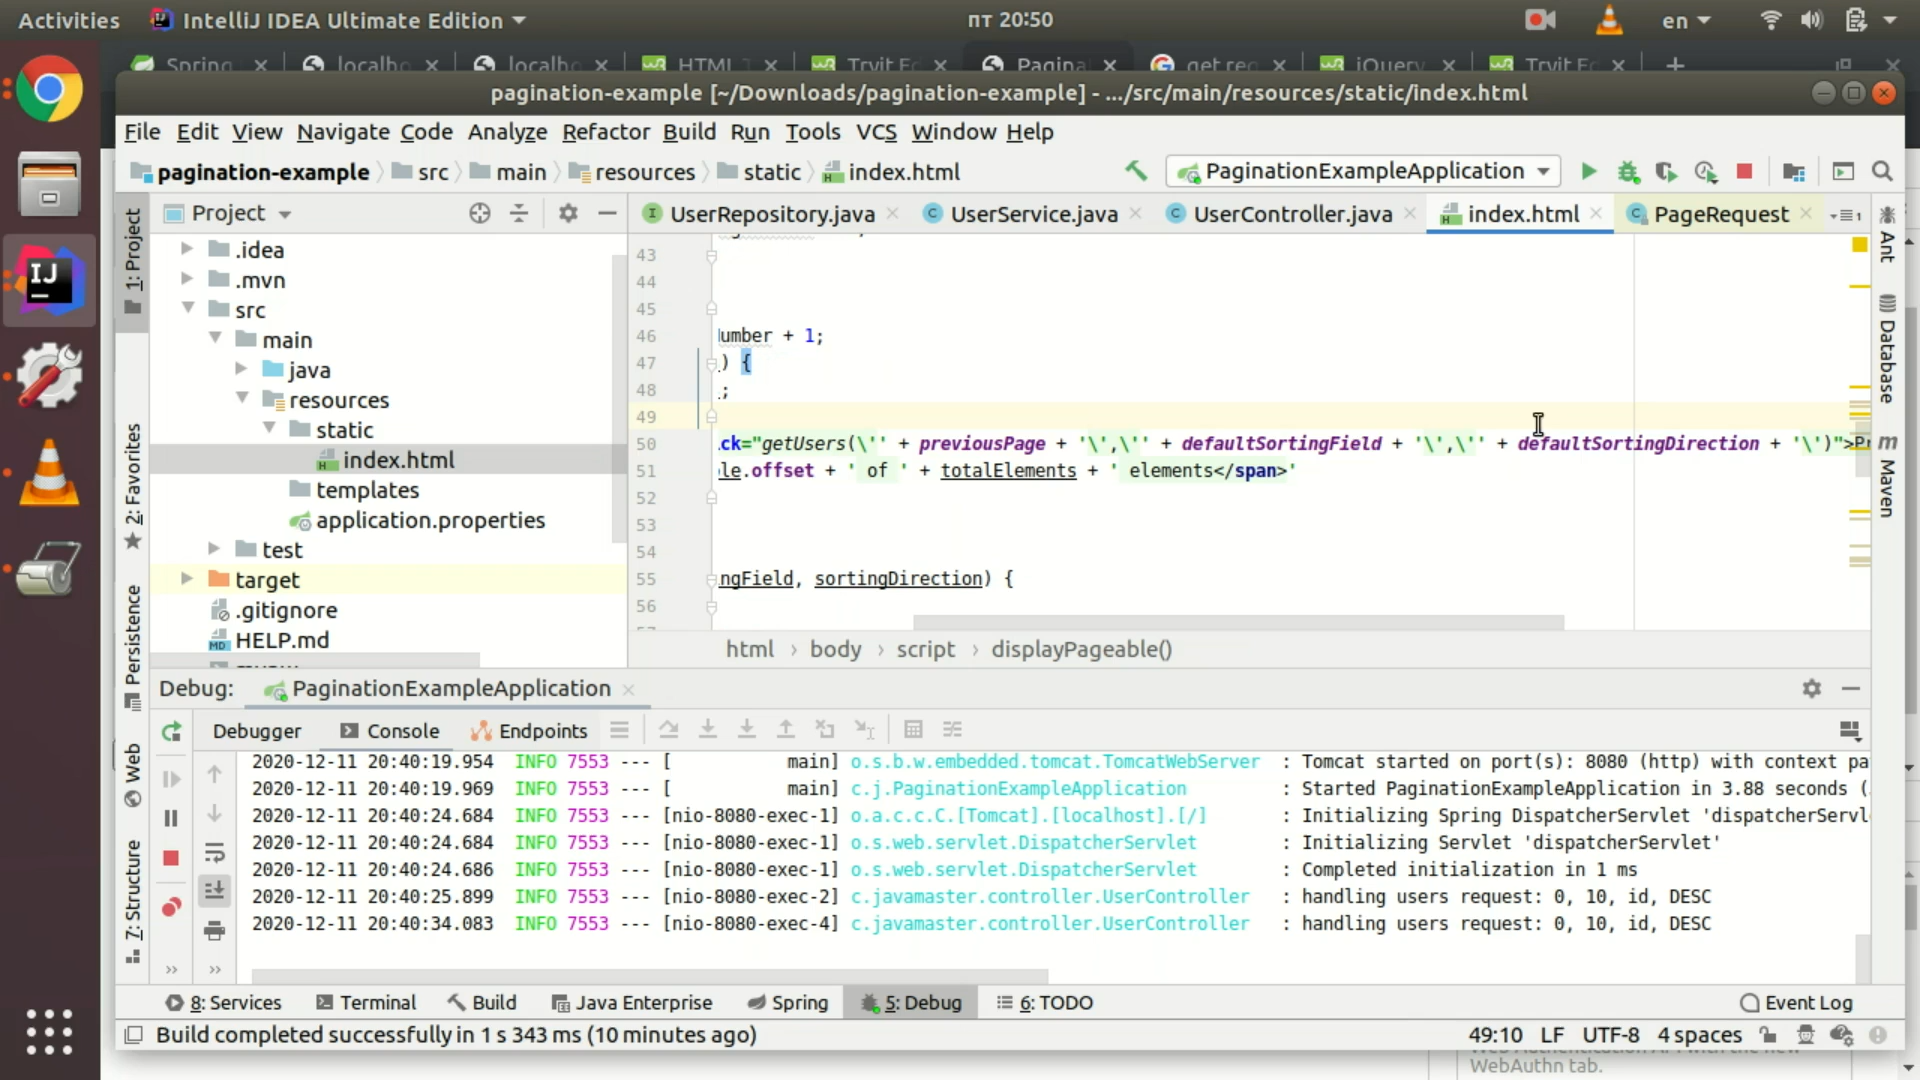 Activities IntelliJ IDEA Ultimate Edition пт 20:50 en
Spring localho localho HTML Tryit Ed Pagina get req jQuery Tryit Ed
pagination-example [~/Downloads/pagination-example] - .../src/main/resources/static/index.html
File Edit View Navigate Code Analyze Refactor Build Run Tools VCS Window Help
pagination-example src main resources static index.html PaginationExampleApplication
Project UserRepository.java UserService.java UserController.java index.html PageRequest
1: Project
2: Favorites
Persistence
Web
7: Structure
.idea
.mvn
src
main
java
resources
static
index.html
templates
application.properties
test
target
.gitignore
HELP.md
43
44
45
46 umber + 1;
47 ) {
48 ;
49
50 ck="getUsers(\'' + previousPage + '\',\'' + defaultSortingField + '\',\'' + defaultSortingDirection + '\')">Pr
51 le.offset + ' of ' + totalElements + ' elements</span>'
52
53
54
55 ngField, sortingDirection) {
56
html › body › script › displayPageable()
Ant
Database
Maven
Debug: PaginationExampleApplication
Debugger Console Endpoints
2020-12-11 20:40:19.954 INFO 7553 --- [ main] o.s.b.w.embedded.tomcat.TomcatWebServer : Tomcat started on port(s): 8080 (http) with context pa
2020-12-11 20:40:19.969 INFO 7553 --- [ main] c.j.PaginationExampleApplication : Started PaginationExampleApplication in 3.88 seconds (
2020-12-11 20:40:24.684 INFO 7553 --- [nio-8080-exec-1] o.a.c.c.C.[Tomcat].[localhost].[/] : Initializing Spring DispatcherServlet 'dispatcherServl
2020-12-11 20:40:24.684 INFO 7553 --- [nio-8080-exec-1] o.s.web.servlet.DispatcherServlet : Initializing Servlet 'dispatcherServlet'
2020-12-11 20:40:24.686 INFO 7553 --- [nio-8080-exec-1] o.s.web.servlet.DispatcherServlet : Completed initialization in 1 ms
2020-12-11 20:40:25.899 INFO 7553 --- [nio-8080-exec-2] c.javamaster.controller.UserController : handling users request: 0, 10, id, DESC
2020-12-11 20:40:34.083 INFO 7553 --- [nio-8080-exec-4] c.javamaster.controller.UserController : handling users request: 0, 10, id, DESC
8: Services Terminal Build Java Enterprise Spring 5: Debug 6: TODO Event Log
Build completed successfully in 1 s 343 ms (10 minutes ago) 49:10 LF UTF-8 4 spaces
WebAuthn tab.